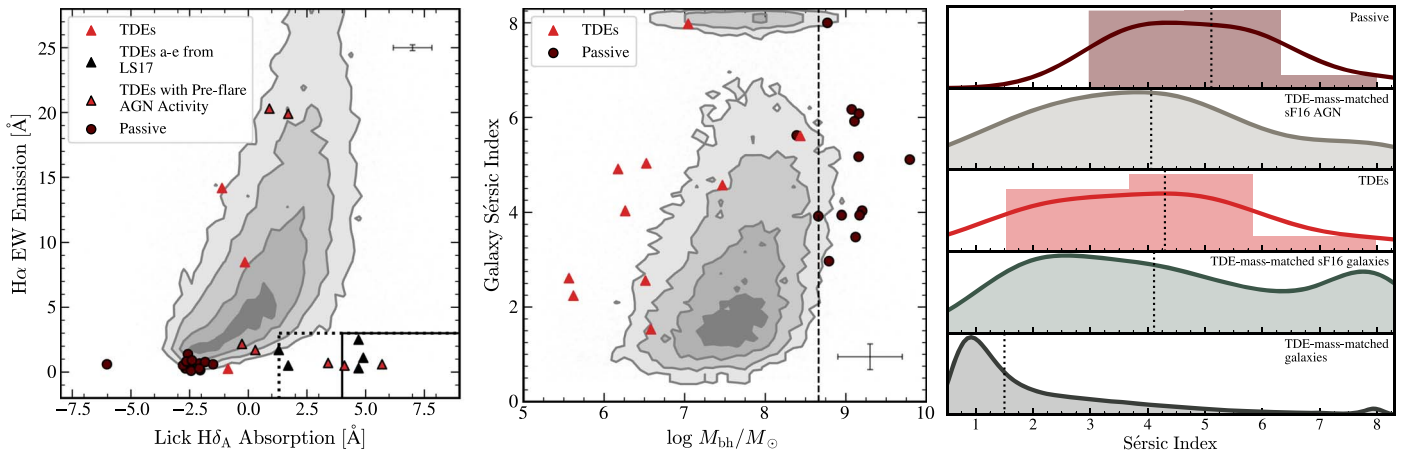 TDEs
TDEs a-e from
LS17
TDEs with Pre-flare
AGN Activity
Passive
Hα EW Emission [Å]
25
20
15
10
5
0
−7.5 −5.0 −2.5 0.0 2.5 5.0 7.5
Lick Hδ_A Absorption [Å]
TDEs
Passive
Galaxy Sérsic Index
8
6
4
2
0
5 6 7 8 9 10
log M_bh/M_⊙
Passive
TDE-mass-matched
sF16 AGN
TDEs
TDE-mass-matched sF16 galaxies
TDE-mass-matched
galaxies
1 2 3 4 5 6 7 8
Sérsic Index